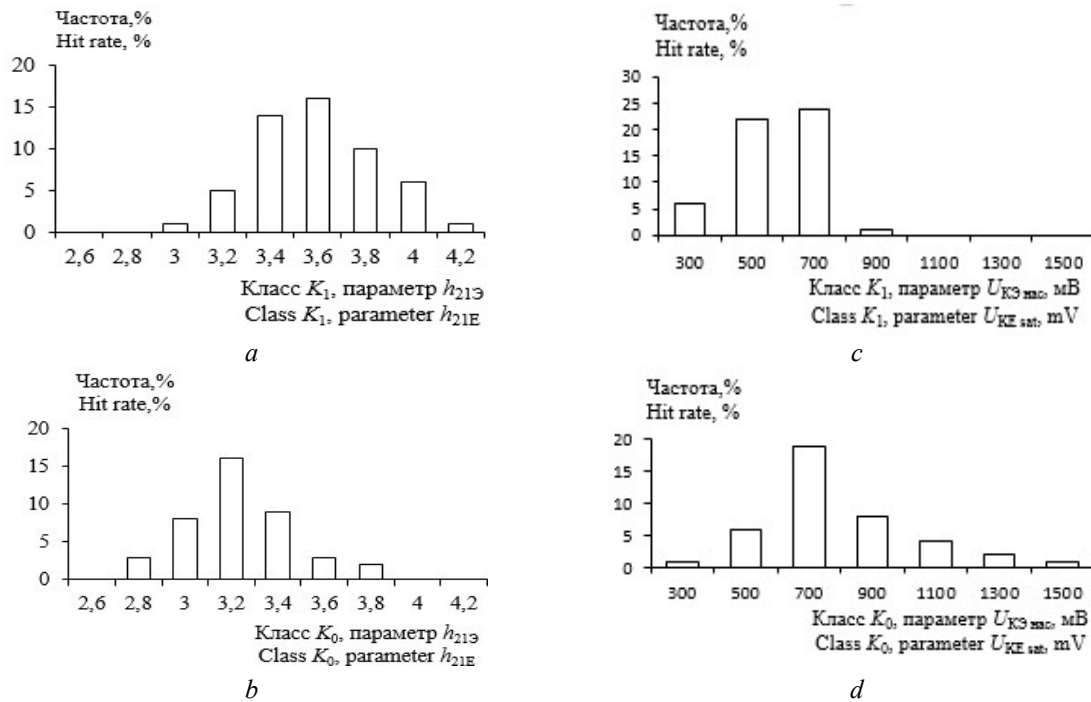 Частота,%
Hit rate, %
20
15
10
5
0
2,6 2,8 3 3,2 3,4 3,6 3,8 4 4,2
Класс K₁, параметр h₂₁Э
Class K₁, parameter h₂₁E
a
Частота,%
Hit rate, %
30
25
20
15
10
5
0
300 500 700 900 1100 1300 1500
Класс K₁, параметр U КЭ нас, мВ
Class K₁, parameter U KE sat, mV
c
Частота,%
Hit rate,%
20
15
10
5
0
2,6 2,8 3 3,2 3,4 3,6 3,8 4 4,2
Класс K₀, параметр h₂₁Э
Class K₀, parameter h₂₁E
b
Частота,%
Hit rate, %
20
15
10
5
0
300 500 700 900 1100 1300 1500
Класс K₀, параметр U КЭ нас, мВ
Class K₀, parameter U KE sat, mV
d